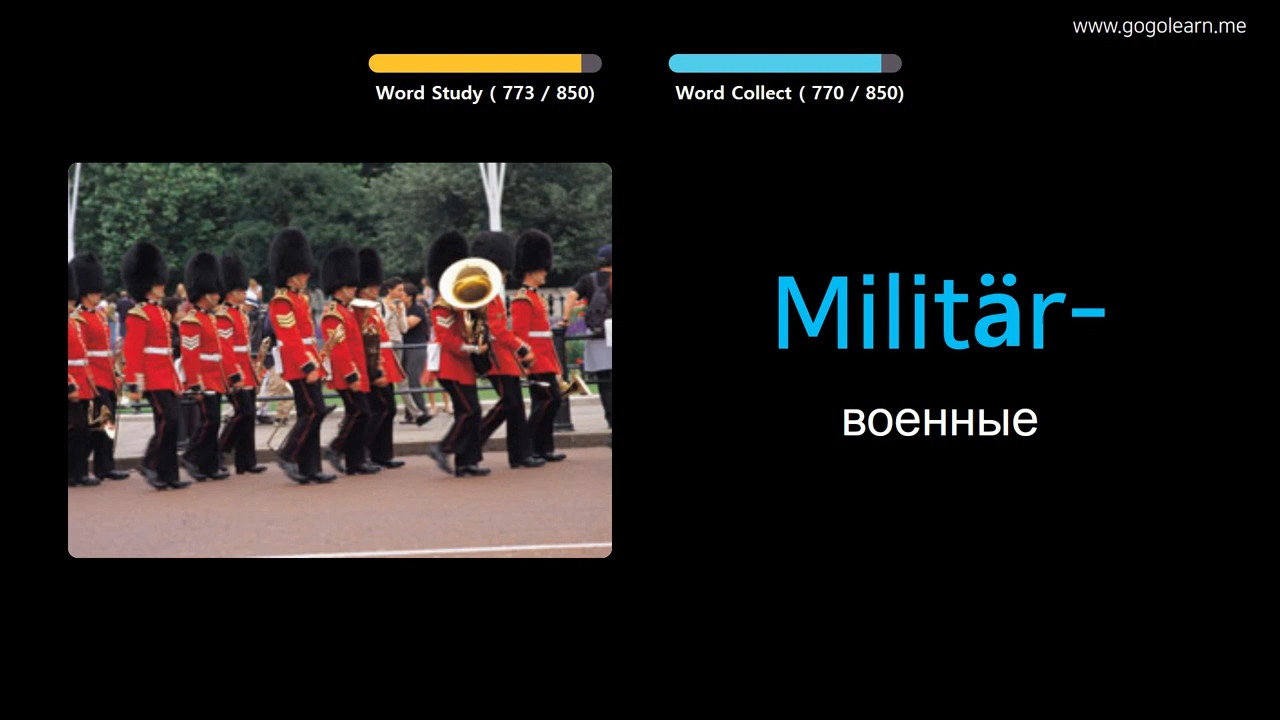 www.gogolearn.me
Word Study ( 773 / 850)
Word Collect ( 770 / 850)
Militär-
военные